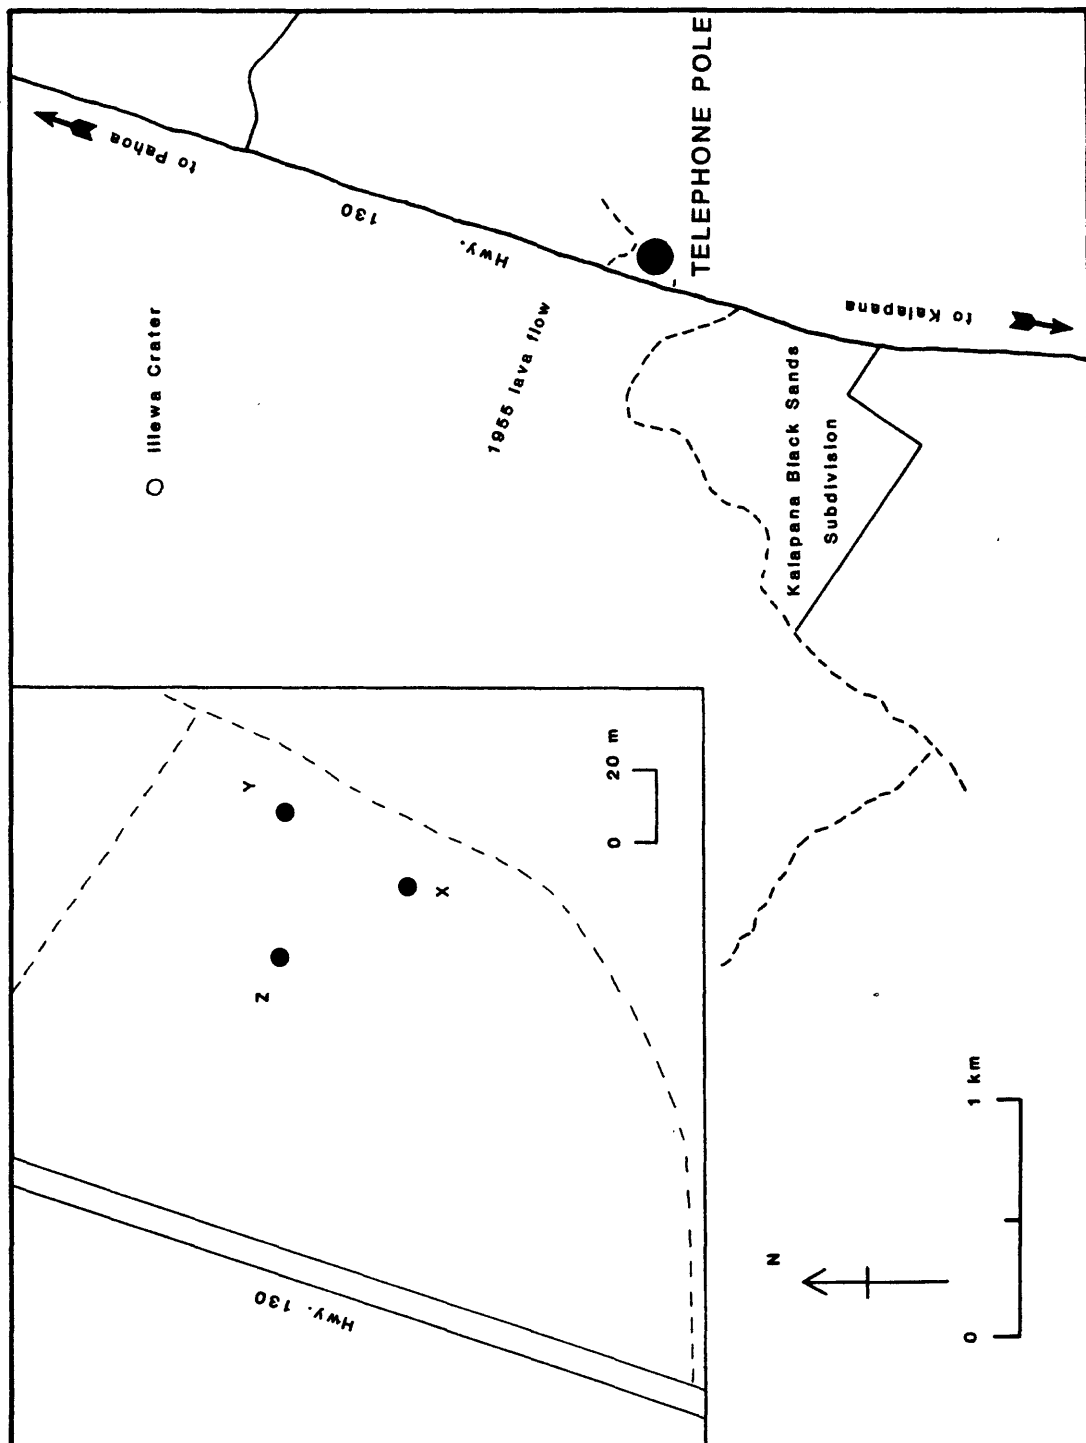 to Pahoa
130
Hwy.
Iilewa Crater
1955 lava flow
TELEPHONE POLE
to Kalapana
Kalapana Black Sands
Subdivision
Y
Z
X
0 20 m
Hwy. 130
N
0 1 km